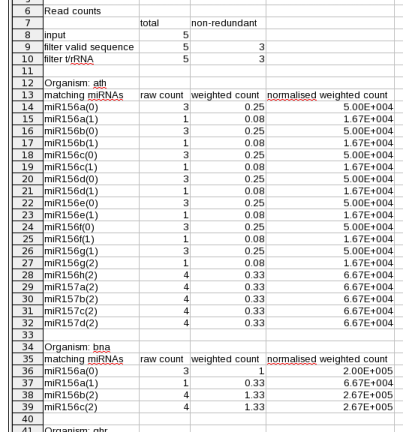 6 Read counts
7 total non-redundant
8 input 5
9 filter valid sequence 5 3
10 filter t/rRNA 5 3
11
12 Organism: ath
13 matching miRNAs raw count weighted count normalised weighted count
14 miR156a(0) 3 0.25 5.00E+004
15 miR156a(1) 1 0.08 1.67E+004
16 miR156b(0) 3 0.25 5.00E+004
17 miR156b(1) 1 0.08 1.67E+004
18 miR156c(0) 3 0.25 5.00E+004
19 miR156c(1) 1 0.08 1.67E+004
20 miR156d(0) 3 0.25 5.00E+004
21 miR156d(1) 1 0.08 1.67E+004
22 miR156e(0) 3 0.25 5.00E+004
23 miR156e(1) 1 0.08 1.67E+004
24 miR156f(0) 3 0.25 5.00E+004
25 miR156f(1) 1 0.08 1.67E+004
26 miR156g(1) 3 0.25 5.00E+004
27 miR156g(2) 1 0.08 1.67E+004
28 miR156h(2) 4 0.33 6.67E+004
29 miR157a(2) 4 0.33 6.67E+004
30 miR157b(2) 4 0.33 6.67E+004
31 miR157c(2) 4 0.33 6.67E+004
32 miR157d(2) 4 0.33 6.67E+004
33
34 Organism: bna
35 matching miRNAs raw count weighted count normalised weighted count
36 miR156a(0) 3 1 2.00E+005
37 miR156a(1) 1 0.33 6.67E+004
38 miR156b(2) 4 1.33 2.67E+005
39 miR156c(2) 4 1.33 2.67E+005
40
41 Organism: ghr